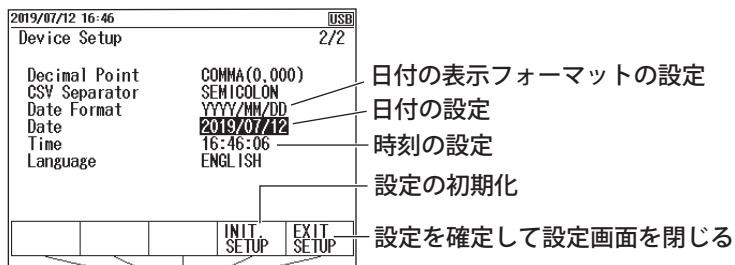 2019/07/12 16:46 USB
Device Setup 2/2
Decimal Point COMMA(0,000)
CSV Separator SEMICOLON
Date Format YYYY/MM/DD
Date 2019/07/12
Time 16:46:06
Language ENGLISH
INIT. SETUP
EXIT SETUP
日付の表示フォーマットの設定
日付の設定
時刻の設定
設定の初期化
設定を確定して設定画面を閉じる